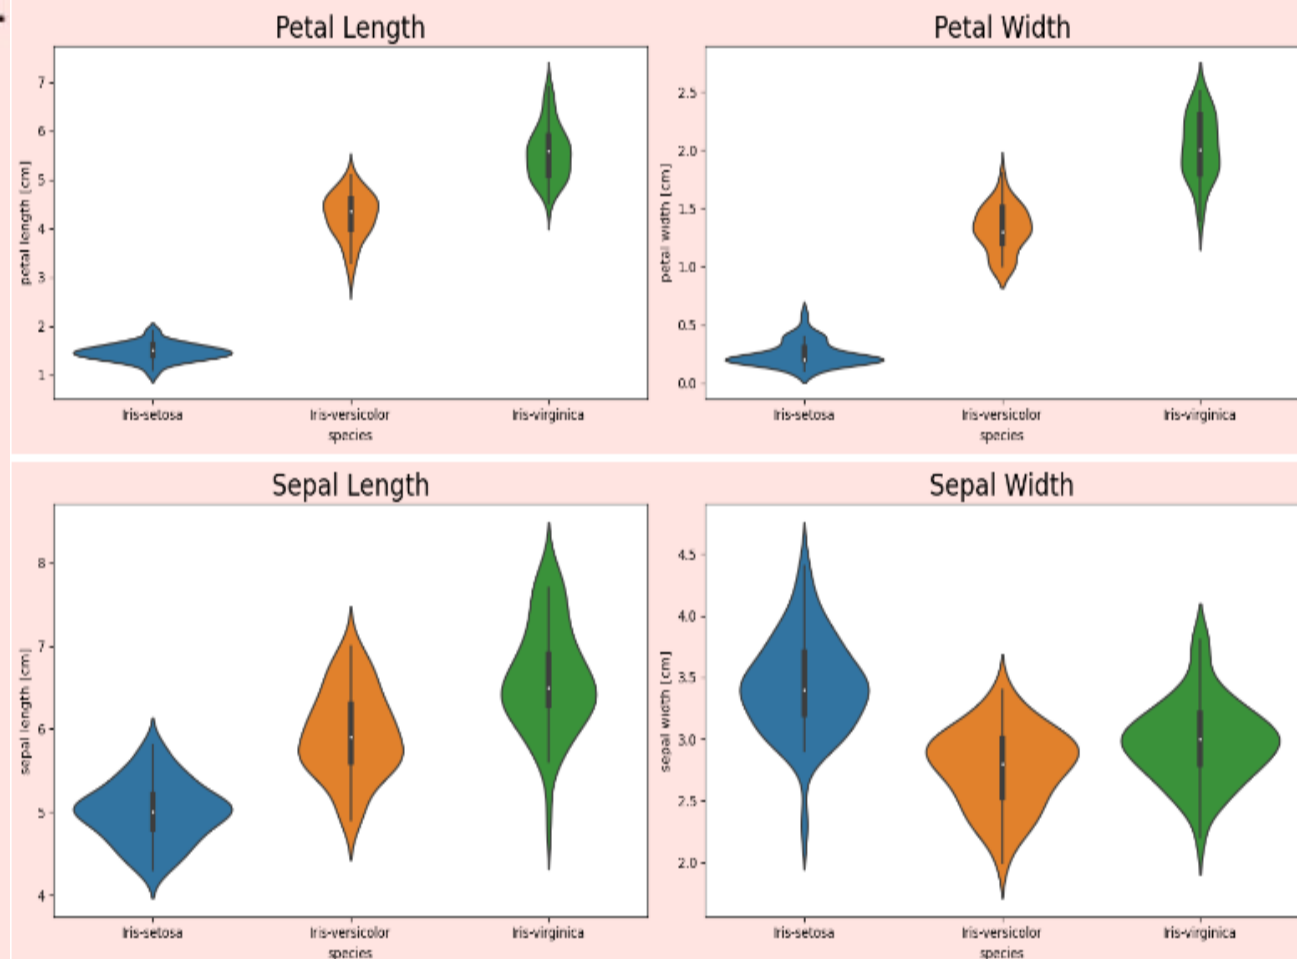 Petal Length
petal length [cm]
7
6
5
4
3
2
1
Iris-setosa Iris-versicolor Iris-virginica
species
Petal Width
petal width [cm]
2.5
2.0
1.5
1.0
0.5
0.0
Iris-setosa Iris-versicolor Iris-virginica
species
Sepal Length
sepal length [cm]
8
7
6
5
4
Iris-setosa Iris-versicolor Iris-virginica
species
Sepal Width
sepal width [cm]
4.5
4.0
3.5
3.0
2.5
2.0
Iris-setosa Iris-versicolor Iris-virginica
species